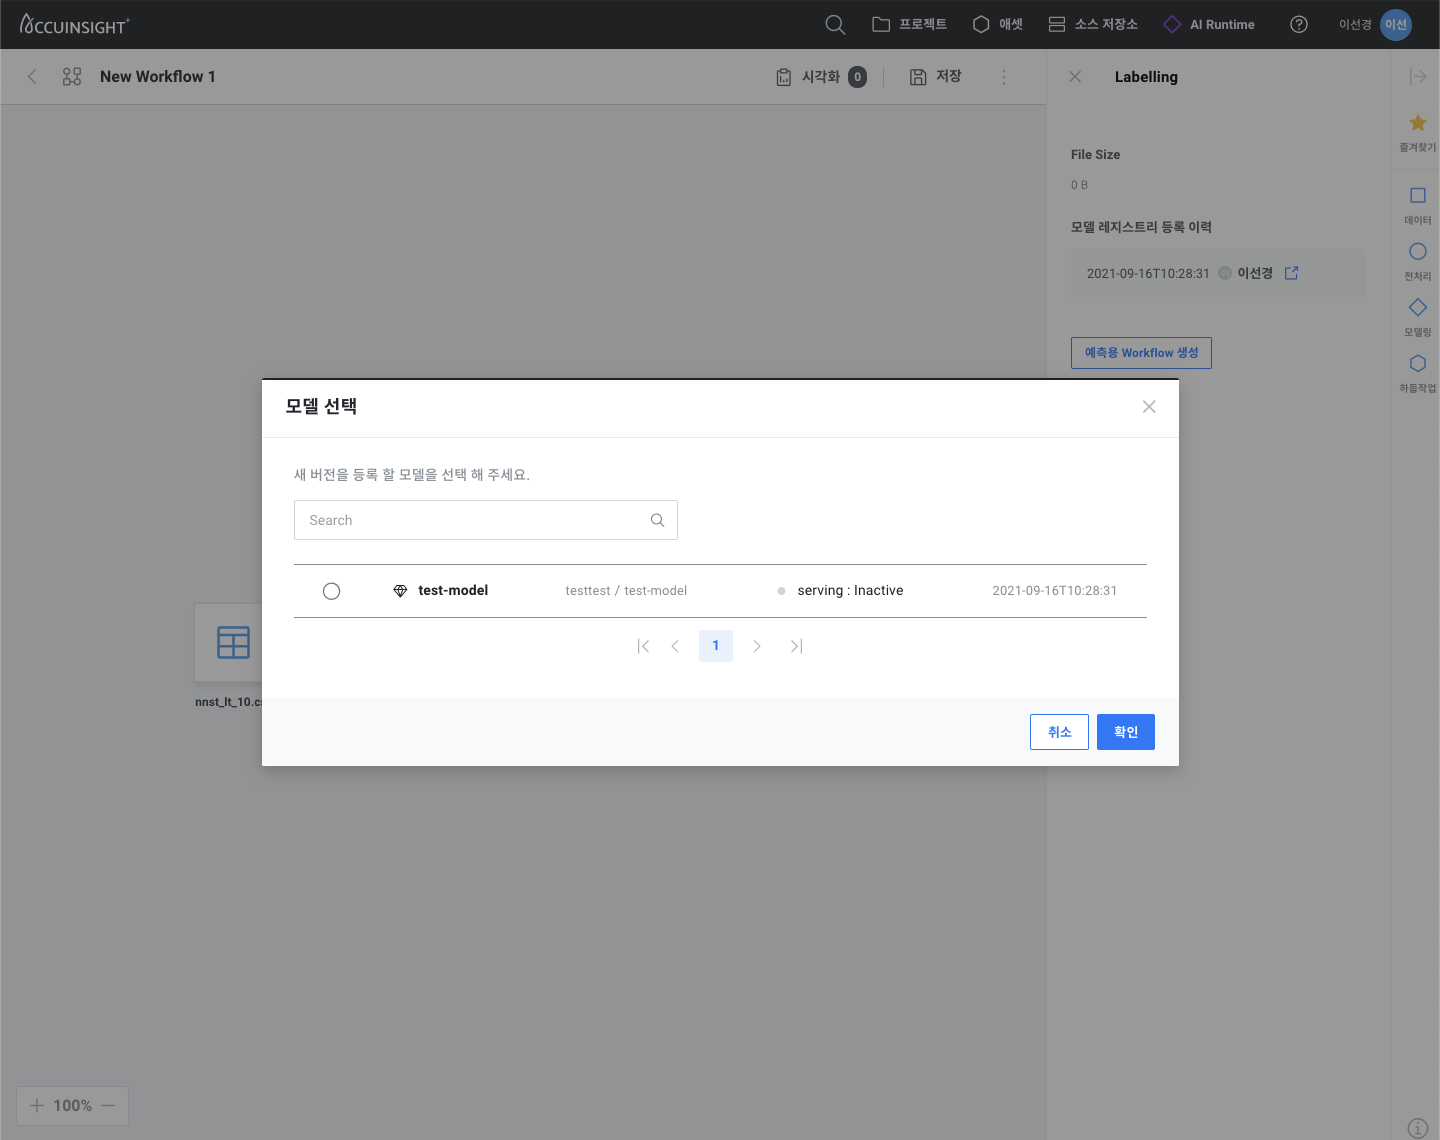 ACCUINSIGHT+
프로젝트
애셋
소스 저장소
AI Runtime
이선경
이선
New Workflow 1
시각화 0
저장
Labelling
즐겨찾기
File Size
0 B
데이터
모델 레지스트리 등록 이력
2021-09-16T10:28:31 이 이선경
전처리
모델링
예측용 Workflow 생성
하둡작업
모델 선택
새 버전을 등록 할 모델을 선택 해 주세요.
Search
test-model testtest / test-model serving : Inactive 2021-09-16T10:28:31
1
nnst_lt_10.cs
취소
확인
100%